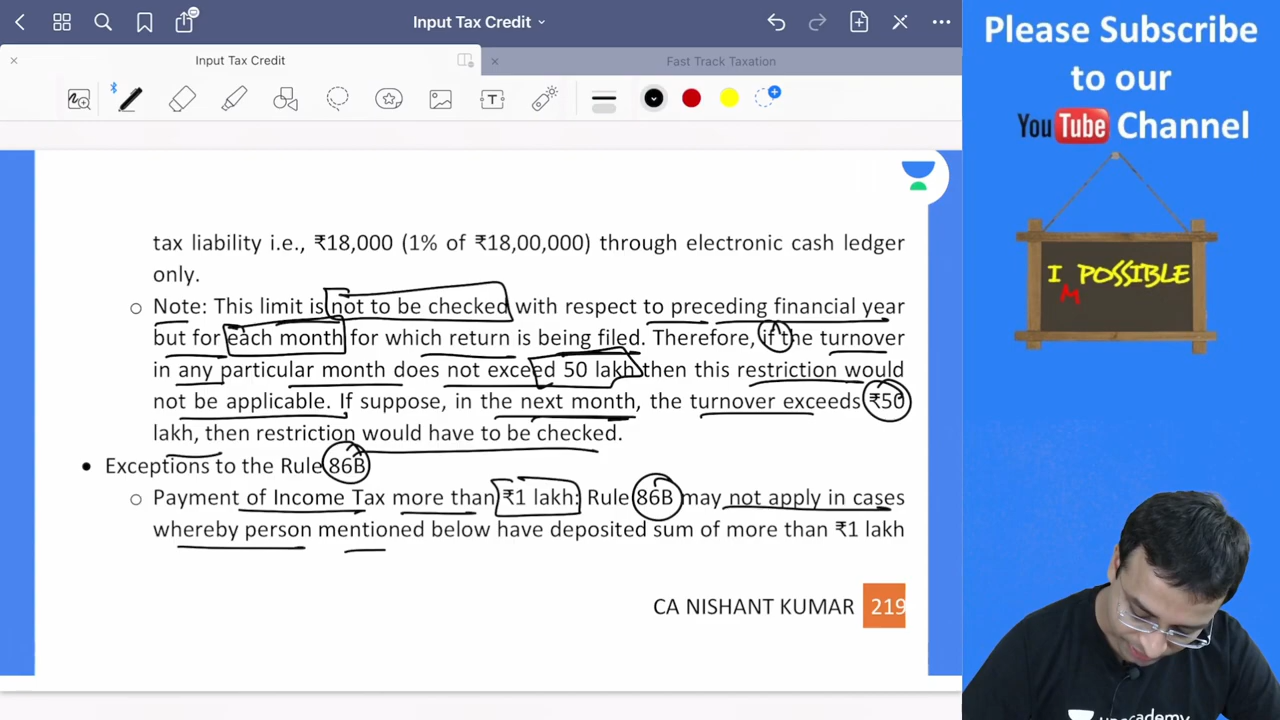 Input Tax Credit
Input Tax Credit
Fast Track Taxation
tax liability i.e., ₹18,000 (1% of ₹18,00,000) through electronic cash ledger
only.
Note: This limit is not to be checked with respect to preceding financial year
but for each month for which return is being filed. Therefore, if the turnover
in any particular month does not exceed 50 lakh then this restriction would
not be applicable. If suppose, in the next month, the turnover exceeds ₹50
lakh, then restriction would have to be checked.
Exceptions to the Rule 86B
Payment of Income Tax more than ₹1 lakh: Rule 86B may not apply in cases
whereby person mentioned below have deposited sum of more than ₹1 lakh
CA NISHANT KUMAR 219
Please Subscribe
to our
YouTube Channel
I POSSIBLE
M